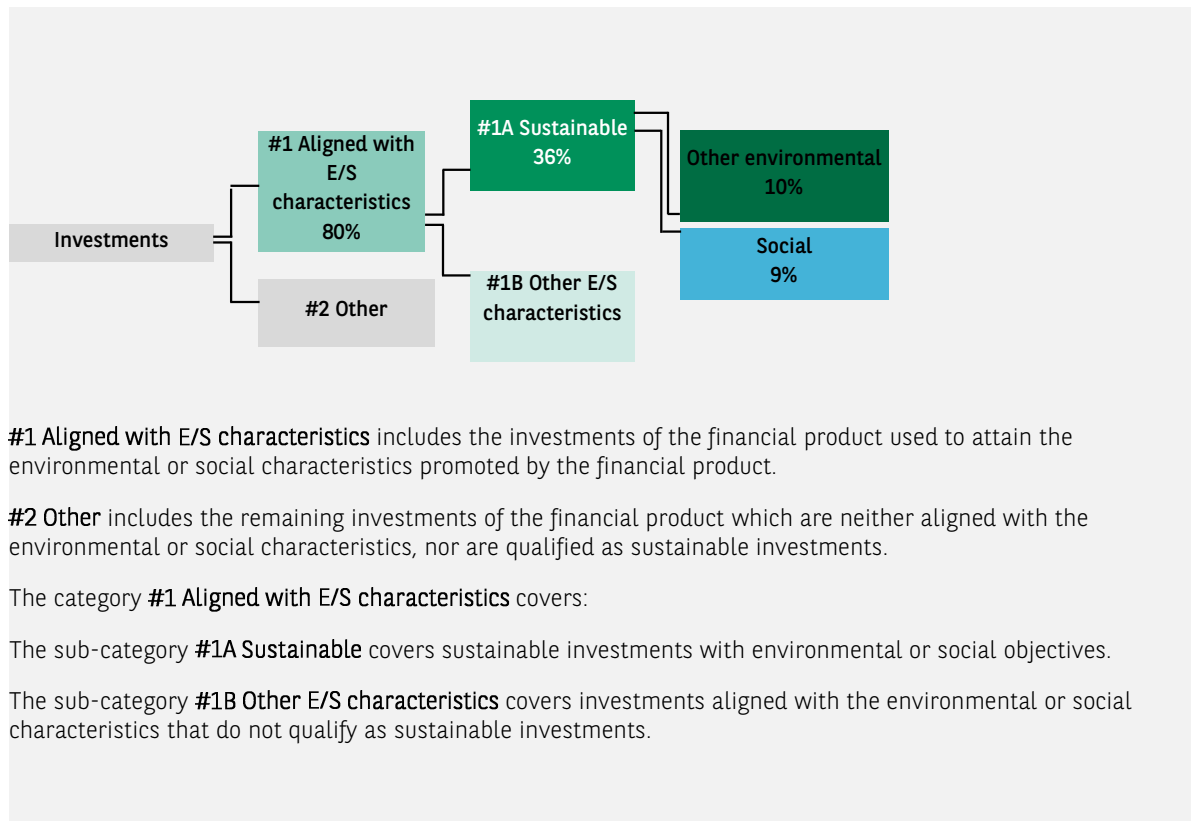 #1A Sustainable
36%
#1 Aligned with
E/S
characteristics
80%
Other environmental
10%
Investments
Social
9%
#1B Other E/S
characteristics
#2 Other
#1 Aligned with E/S characteristics includes the investments of the financial product used to attain the
environmental or social characteristics promoted by the financial product.
#2 Other includes the remaining investments of the financial product which are neither aligned with the
environmental or social characteristics, nor are qualified as sustainable investments.
The category #1 Aligned with E/S characteristics covers:
The sub-category #1A Sustainable covers sustainable investments with environmental or social objectives.
The sub-category #1B Other E/S characteristics covers investments aligned with the environmental or social
characteristics that do not qualify as sustainable investments.